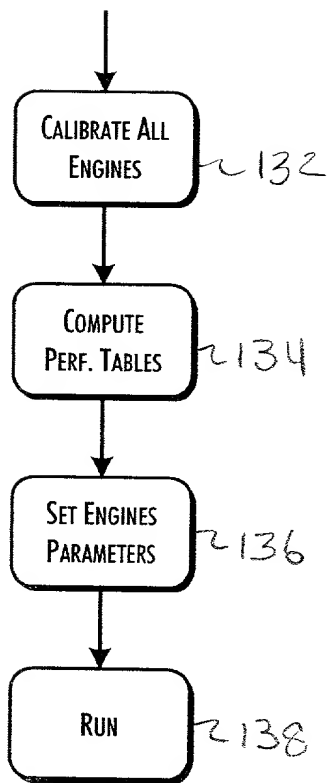 CALIBRATE ALL
ENGINES
132
COMPUTE
PERF. TABLES
134
SET ENGINES
PARAMETERS
136
RUN
138